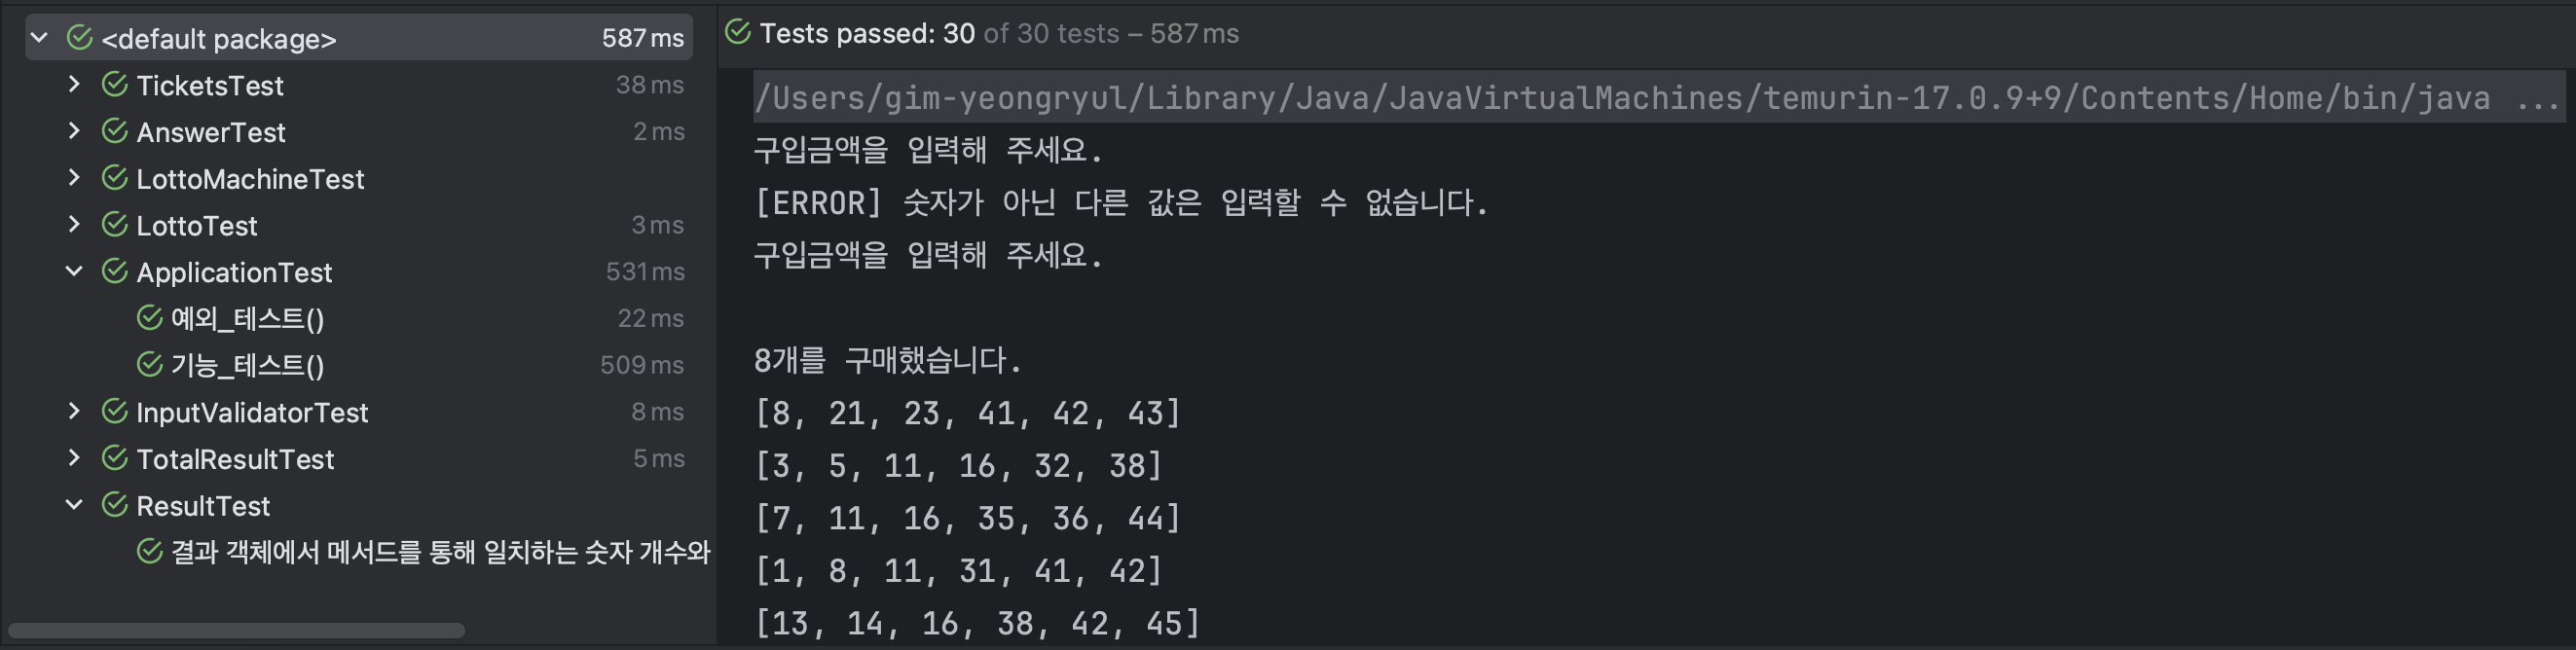 <default package> 587 ms
TicketsTest 38 ms
AnswerTest 2 ms
LottoMachineTest
LottoTest 3 ms
ApplicationTest 531 ms
예외_테스트() 22 ms
기능_테스트() 509 ms
InputValidatorTest 8 ms
TotalResultTest 5 ms
ResultTest
결과 객체에서 메서드를 통해 일치하는 숫자 개수와
Tests passed: 30 of 30 tests – 587 ms
/Users/gim-yeongryul/Library/Java/JavaVirtualMachines/temurin-17.0.9+9/Contents/Home/bin/java ...
구입금액을 입력해 주세요.
[ERROR] 숫자가 아닌 다른 값은 입력할 수 없습니다.
구입금액을 입력해 주세요.
8개를 구매했습니다.
[8, 21, 23, 41, 42, 43]
[3, 5, 11, 16, 32, 38]
[7, 11, 16, 35, 36, 44]
[1, 8, 11, 31, 41, 42]
[13, 14, 16, 38, 42, 45]